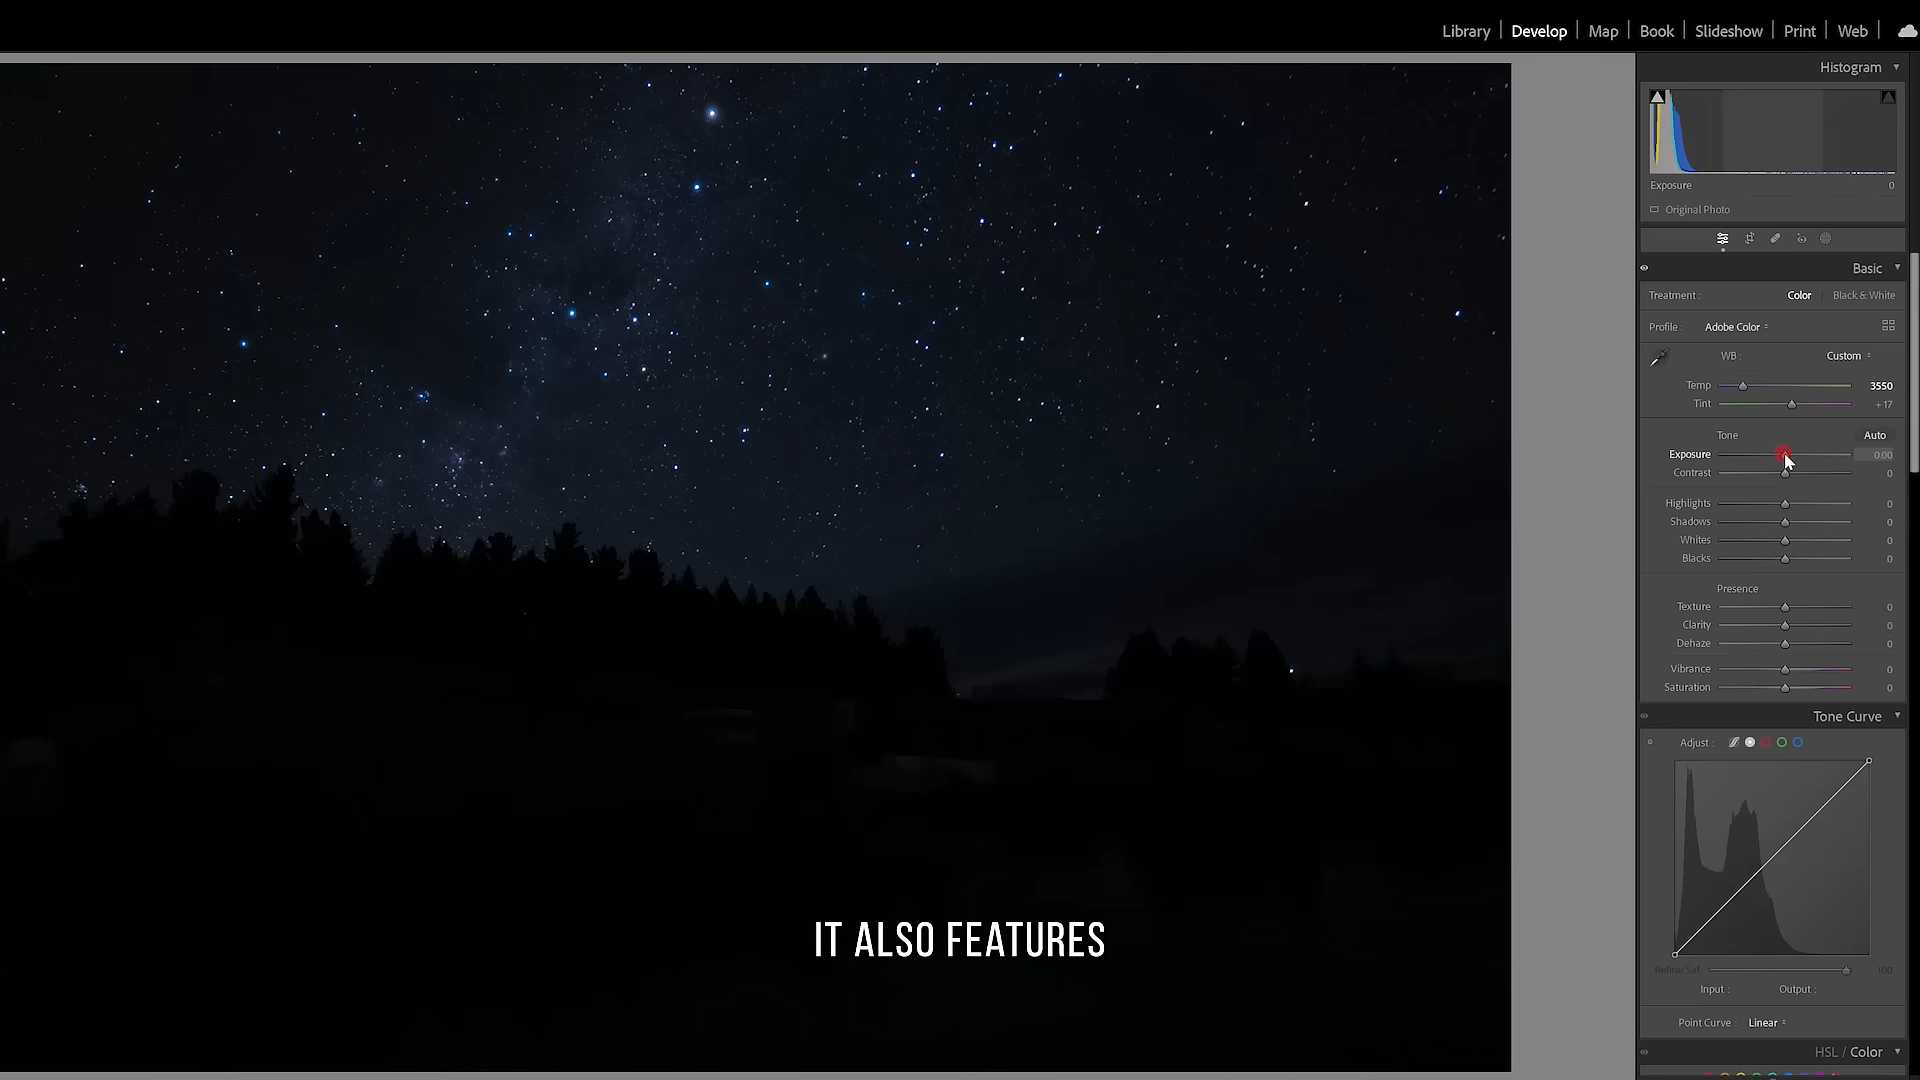 Library | Develop | Map | Book | Slideshow | Print | Web |
Histogram
Exposure 0
Original Photo
Basic
Treatment : Color | Black & White
Profile : Adobe Color
WB : Custom
Temp 3550
Tint + 17
Tone Auto
Exposure 0.00
Contrast 0
Highlights 0
Shadows 0
Whites 0
Blacks 0
Presence
Texture 0
Clarity 0
Dehaze 0
Vibrance 0
Saturation 0
Tone Curve
Adjust :
Refine Sat. 100
Input : Output :
Point Curve : Linear
HSL / Color
IT ALSO FEATURES